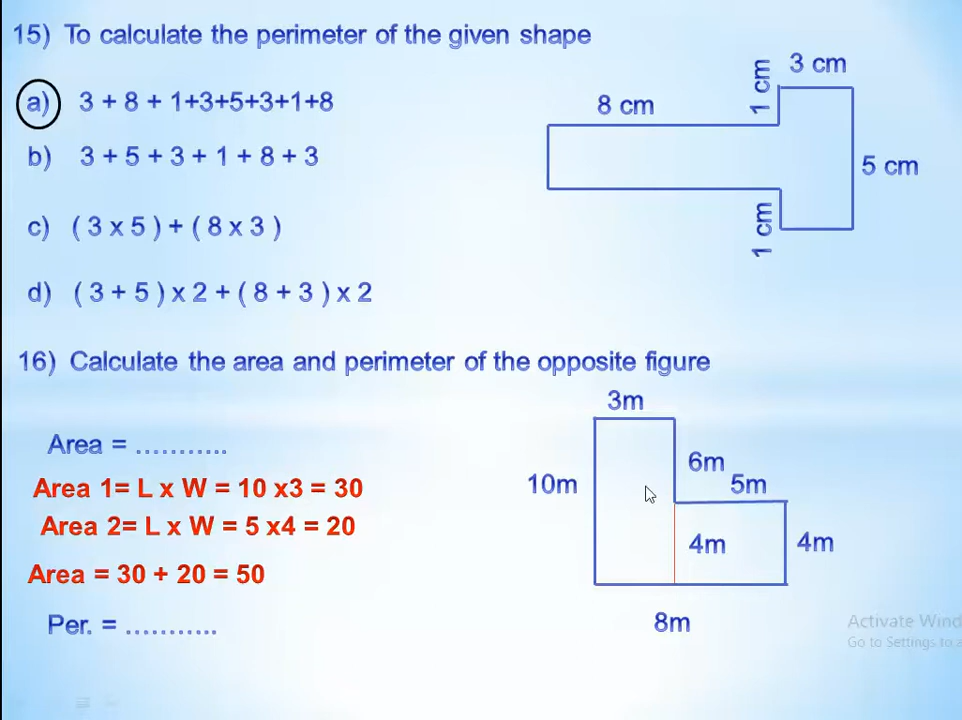 15) To calculate the perimeter of the given shape
a) 3 + 8 + 1+3+5+3+1+8
b) 3 + 5 + 3 + 1 + 8 + 3
c) ( 3 x 5 ) + ( 8 x 3 )
d) ( 3 + 5 ) x 2 + ( 8 + 3 ) x 2
8 cm
1 cm
3 cm
5 cm
1 cm
16) Calculate the area and perimeter of the opposite figure
Area = ...........
Area 1= L x W = 10 x3 = 30
Area 2= L x W = 5 x4 = 20
Area = 30 + 20 = 50
Per. = ...........
3m
10m
6m
5m
4m
4m
8m
Activate Wind
Go to Settings to a